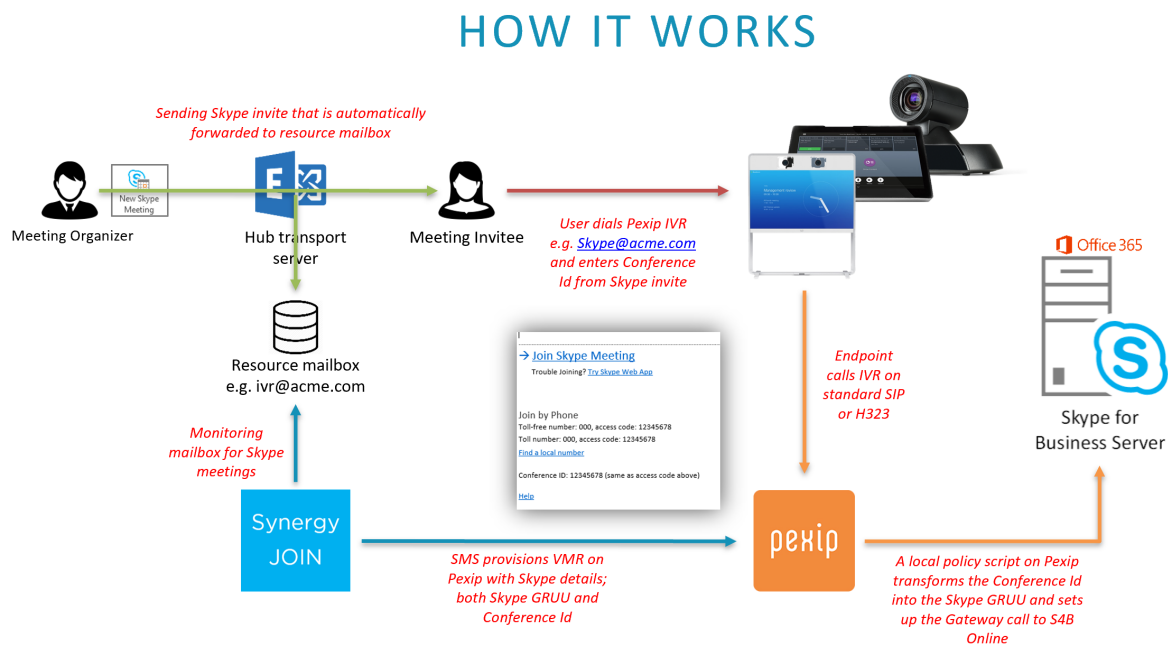 HOW IT WORKS
Sending Skype invite that is automatically
forwarded to resource mailbox
New Skype
Meeting
E
Meeting Organizer
Hub transport
server
Meeting Invitee
User dials Pexip IVR
e.g. Skype@acme.com
and enters Conference
Id from Skype invite
Office 365
S
Skype for
Business Server
Resource mailbox
e.g. ivr@acme.com
→ Join Skype Meeting
Trouble Joining? Try Skype Web App
Join by Phone
Toll-free number: 000, access code: 12345678
Toll number: 000, access code: 12345678
Find a local number
Conference ID: 12345678 (same as access code above)
Help
Endpoint
calls IVR on
standard SIP
or H323
Monitoring
mailbox for Skype
meetings
Synergy
JOIN
SMS provisions VMR on
Pexip with Skype details;
both Skype GRUU and
Conference Id
pexip
A local policy script on Pexip
transforms the Conference Id
into the Skype GRUU and sets
up the Gateway call to S4B
Online